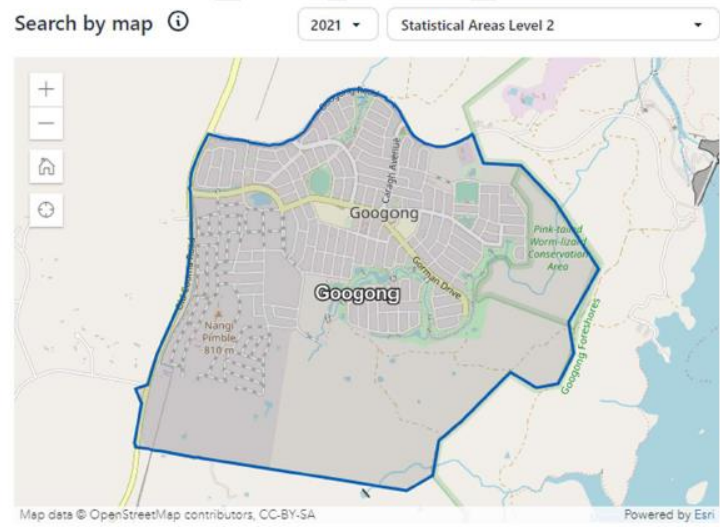 Search by map
2021
Statistical Areas Level 2
Googong Road
Caragh Avenue
Googong
Pink-tailed
Worm-lizard
Conservation
Area
Gorman Drive
Googong
Old Cooma Road
Nangi
Pimble
810 m
Googong Foreshores
Map data © OpenStreetMap contributors, CC-BY-SA
Powered by Esri